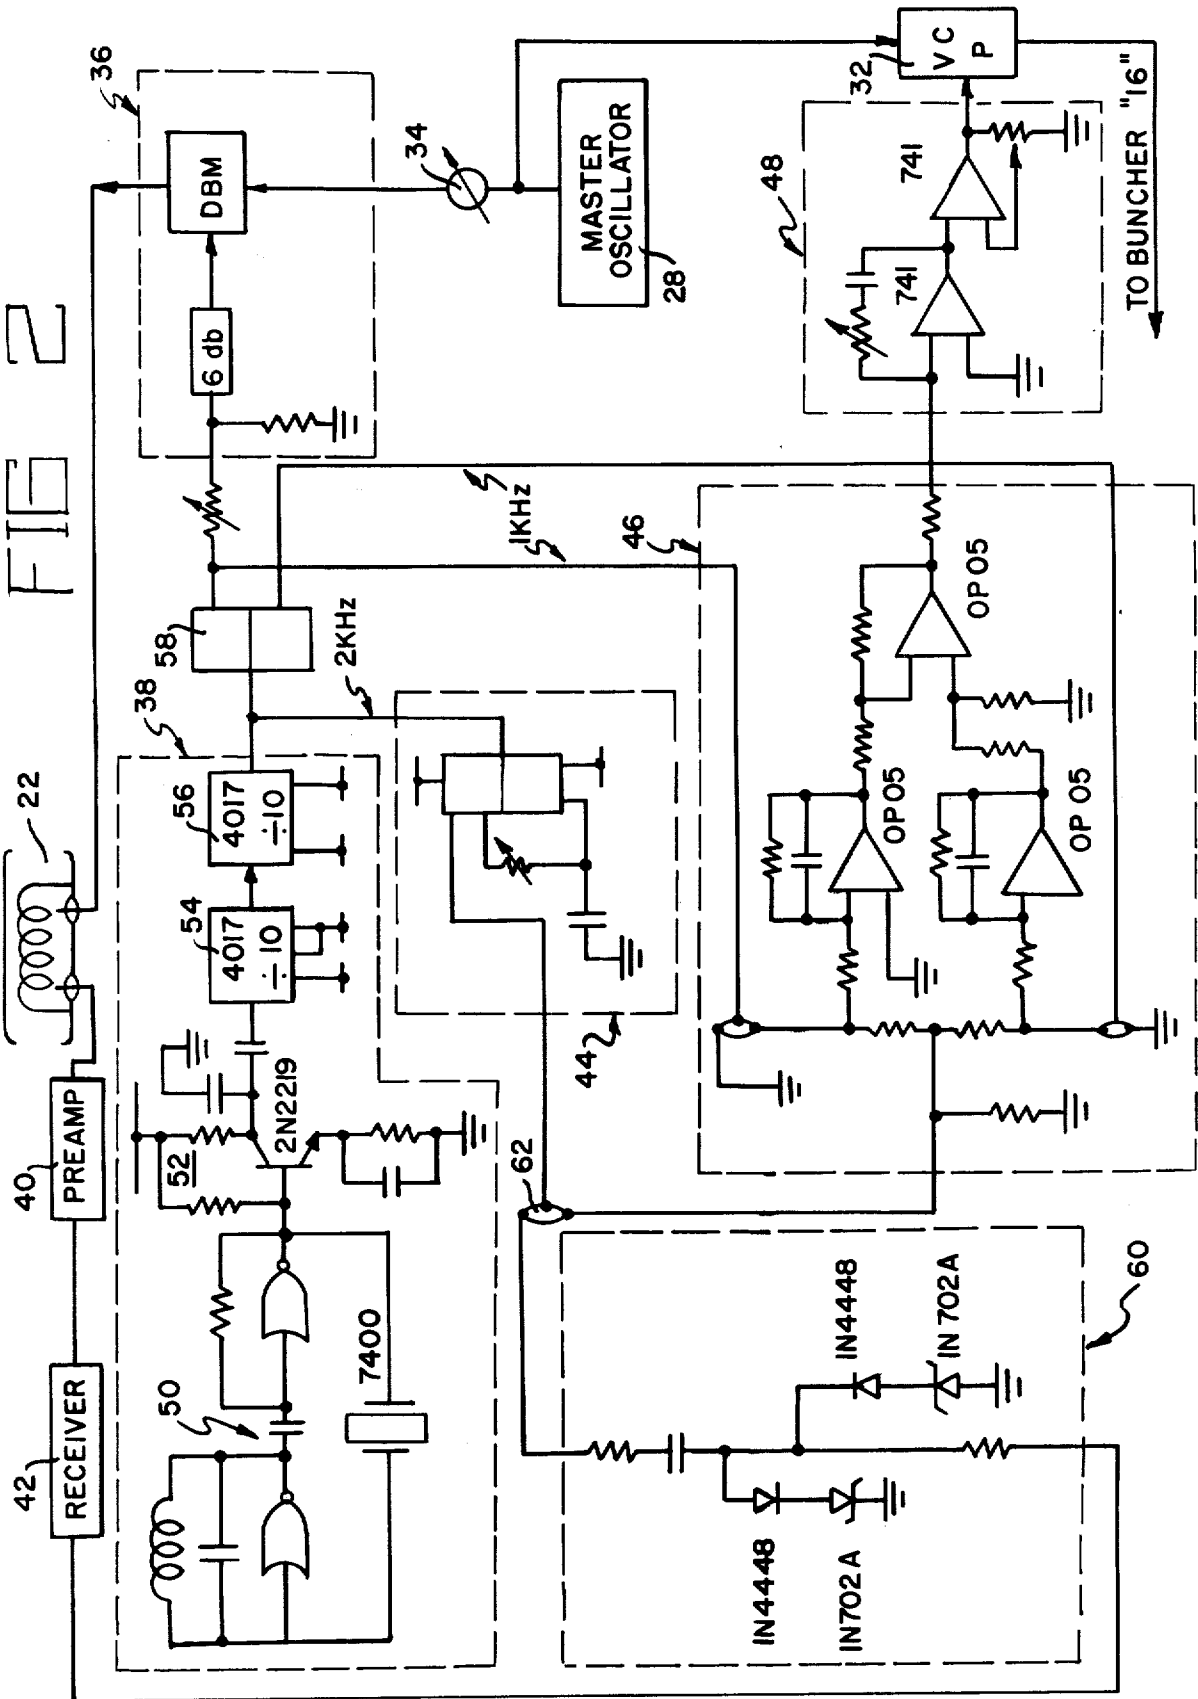 FIG 2
22
36
DBM
6 db
34
MASTER
OSCILLATOR
28
32
V C
P
TO BUNCHER "16"
48
741
741
40
PREAMP
42
RECEIVER
38
58
56
4017
÷10
54
4017
÷10
52
2N2219
50
7400
2KHz
1KHz
44
46
OP 05
OP 05
OP 05
62
60
IN4448
IN702A
IN4448
IN702A